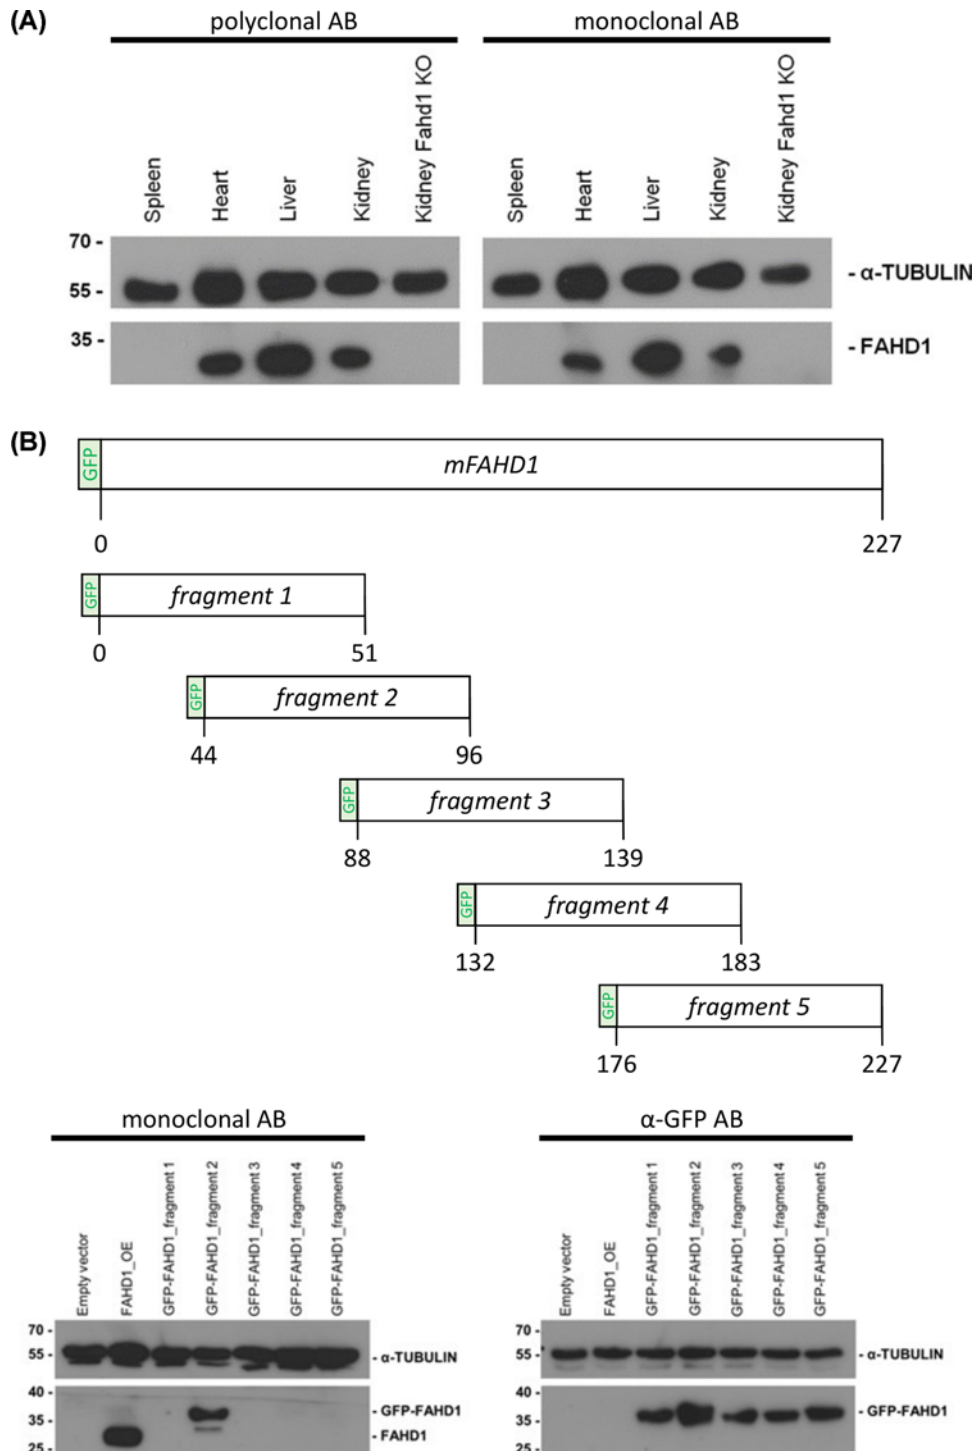 (A)
polyclonal AB
monoclonal AB
Spleen
Heart
Liver
Kidney
Kidney Fahd1 KO
Spleen
Heart
Liver
Kidney
Kidney Fahd1 KO
70 -
55 -
- α-TUBULIN
35 -
- FAHD1
(B)
GFP
mFAHD1
0
227
GFP
fragment 1
0
51
GFP
fragment 2
44
96
GFP
fragment 3
88
139
GFP
fragment 4
132
183
GFP
fragment 5
176
227
monoclonal AB
Empty vector
FAHD1_OE
GFP-FAHD1_fragment 1
GFP-FAHD1_fragment 2
GFP-FAHD1_fragment 3
GFP-FAHD1_fragment 4
GFP-FAHD1_fragment 5
70 -
55 -
- α-TUBULIN
40 -
35 -
25 -
- GFP-FAHD1
- FAHD1
α-GFP AB
Empty vector
FAHD1_OE
GFP-FAHD1_fragment 1
GFP-FAHD1_fragment 2
GFP-FAHD1_fragment 3
GFP-FAHD1_fragment 4
GFP-FAHD1_fragment 5
70 -
55 -
- α-TUBULIN
40 -
35 -
25 -
- GFP-FAHD1